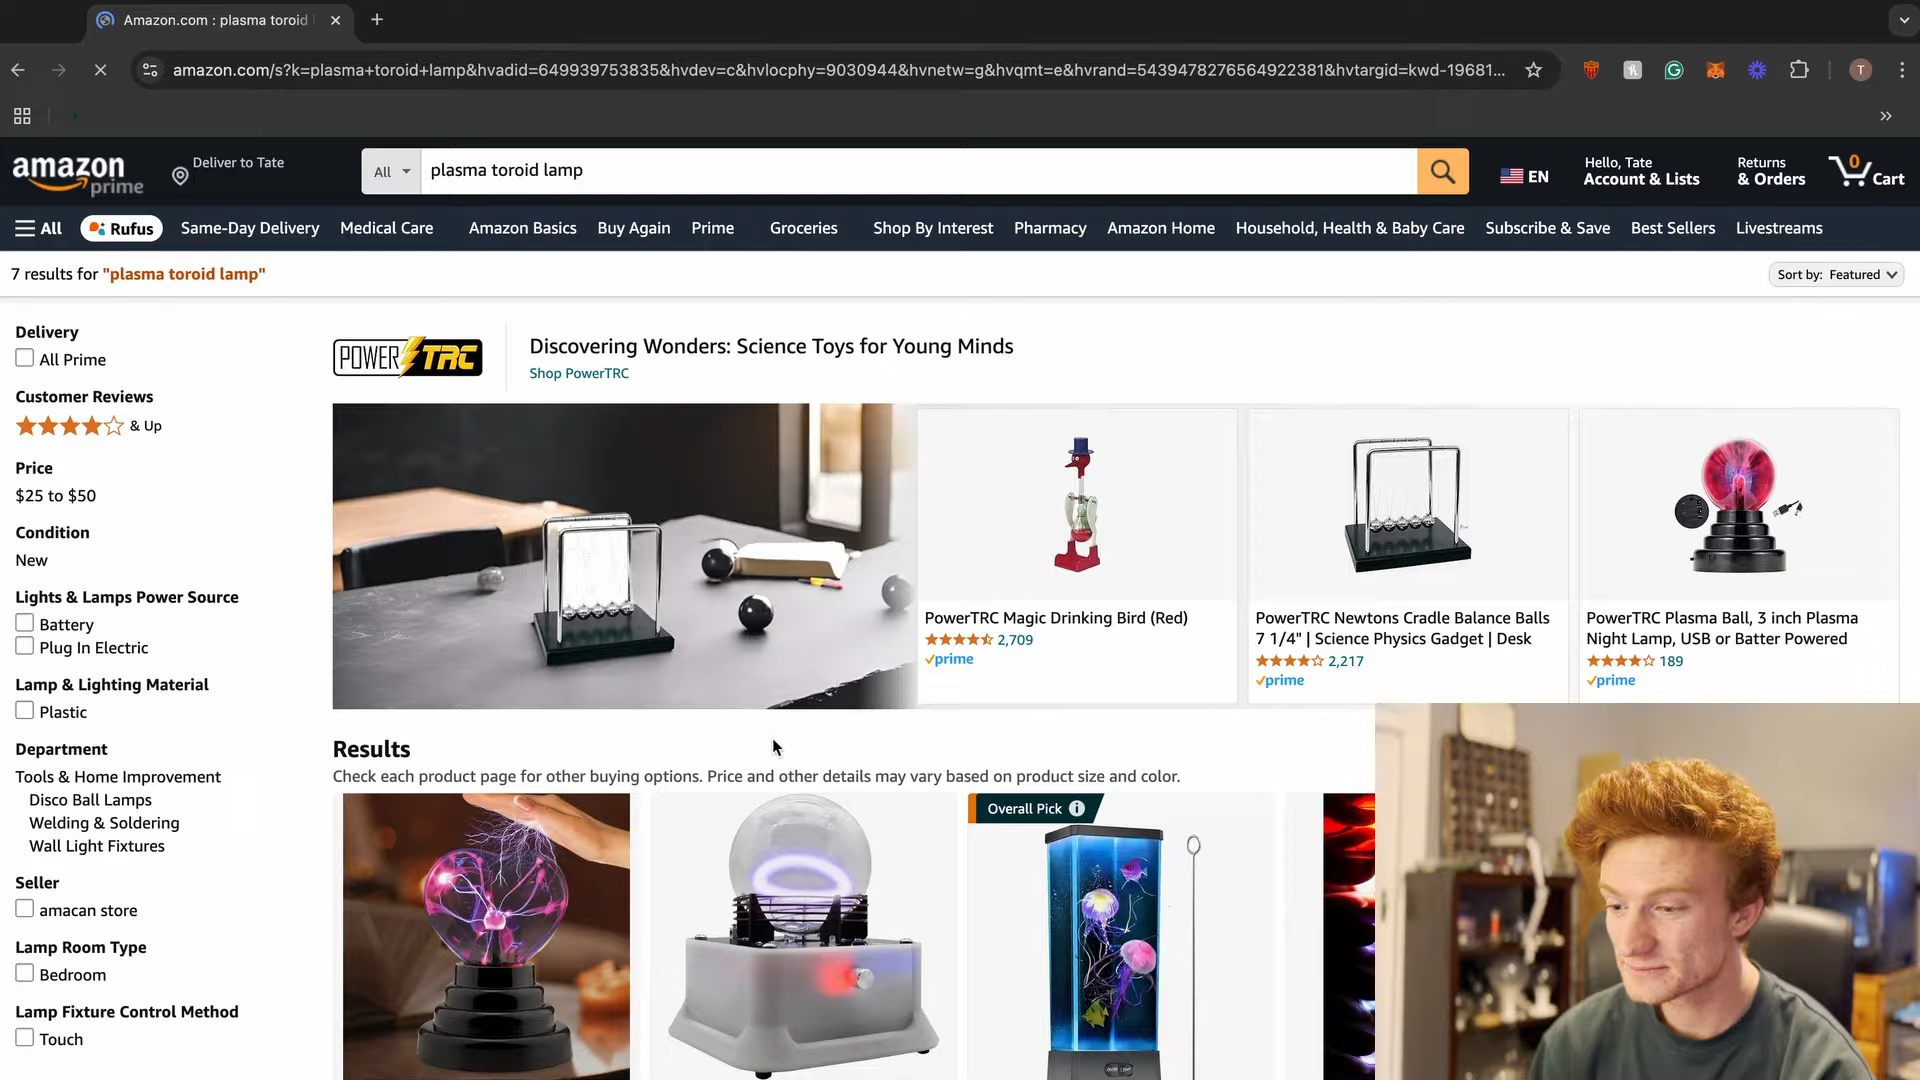 Amazon.com : plasma toroid
amazon.com/s?k=plasma+toroid+lamp&hvadid=649939753835&hvdev=c&hvlocphy=9030944&hvnetw=g&hvqmt=e&hvrand=5439478276564922381&hvtargid=kwd-19681...
T
amazon prime
Deliver to Tate
All
plasma toroid lamp
EN
Hello, Tate
Account & Lists
Returns
& Orders
0
Cart
All
Rufus
Same-Day Delivery
Medical Care
Amazon Basics
Buy Again
Prime
Groceries
Shop By Interest
Pharmacy
Amazon Home
Household, Health & Baby Care
Subscribe & Save
Best Sellers
Livestreams
7 results for "plasma toroid lamp"
Sort by: Featured
Delivery
All Prime
Customer Reviews
& Up
Price
$25 to $50
Condition
New
Lights & Lamps Power Source
Battery
Plug In Electric
Lamp & Lighting Material
Plastic
Department
Tools & Home Improvement
Disco Ball Lamps
Welding & Soldering
Wall Light Fixtures
Seller
amacan store
Lamp Room Type
Bedroom
Lamp Fixture Control Method
Touch
POWER TRC
Discovering Wonders: Science Toys for Young Minds
Shop PowerTRC
PowerTRC Magic Drinking Bird (Red)
2,709
prime
PowerTRC Newtons Cradle Balance Balls
7 1/4" | Science Physics Gadget | Desk
2,217
prime
PowerTRC Plasma Ball, 3 inch Plasma
Night Lamp, USB or Batter Powered
189
prime
Results
Check each product page for other buying options. Price and other details may vary based on product size and color.
Overall Pick